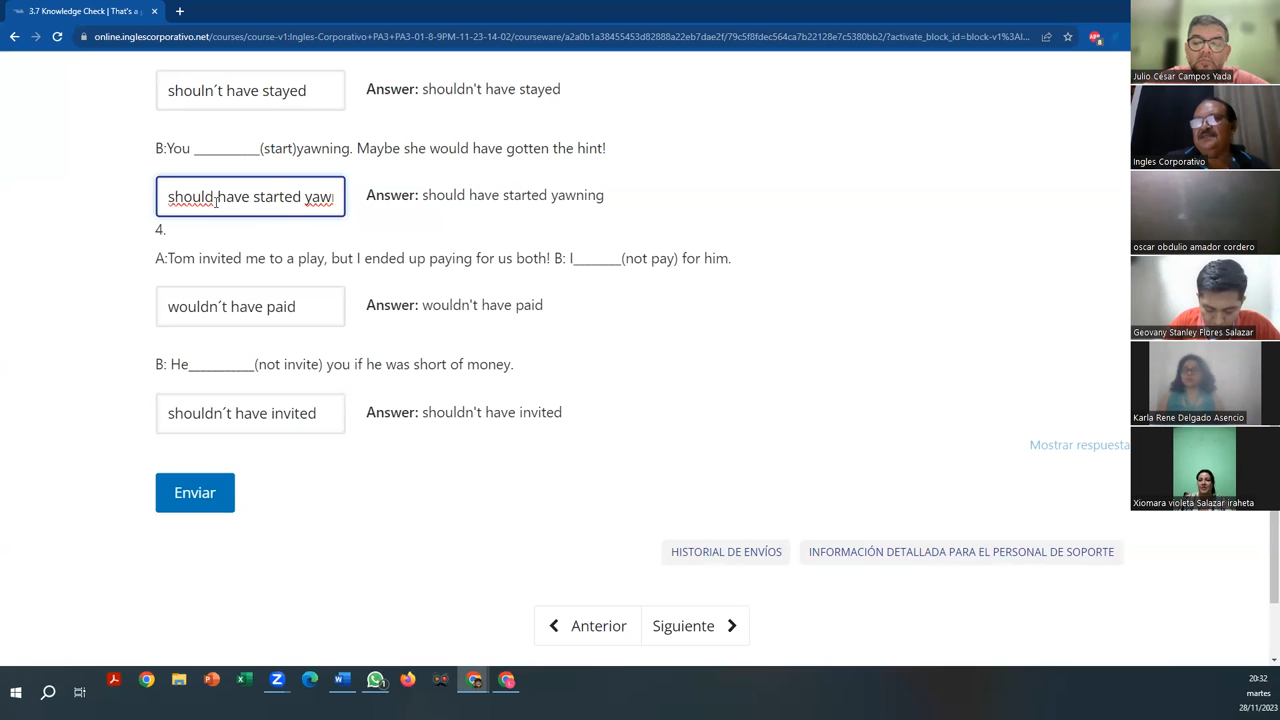 3.7 Knowledge Check | That's a
online.inglescorporativo.net/courses/course-v1:Ingles-Corporativo+PA3+PA3-01-8-9PM-11-23-14-02/courseware/a2a0b1a38455453d82888a22eb7dae2f/79c5f8fdec564ca7b22128e7c5380bb2/?activate_block_id=block-v1%3AI...
shouln´t have stayed
Answer: shouldn't have stayed
B:You __________(start)yawning. Maybe she would have gotten the hint!
should have started yawn
Answer: should have started yawning
4.
A:Tom invited me to a play, but I ended up paying for us both! B: I_______(not pay) for him.
wouldn´t have paid
Answer: wouldn't have paid
B: He__________(not invite) you if he was short of money.
shouldn´t have invited
Answer: shouldn't have invited
Mostrar respuesta
Enviar
HISTORIAL DE ENVÍOS
INFORMACIÓN DETALLADA PARA EL PERSONAL DE SOPORTE
Anterior
Siguiente
Julio César Campos Yada
Ingles Corporativo
oscar obdulio amador cordero
Geovany Stanley Flores Salazar
Karla Rene Delgado Asencio
Xiomara violeta Salazar iraheta
20:32
martes
28/11/2023